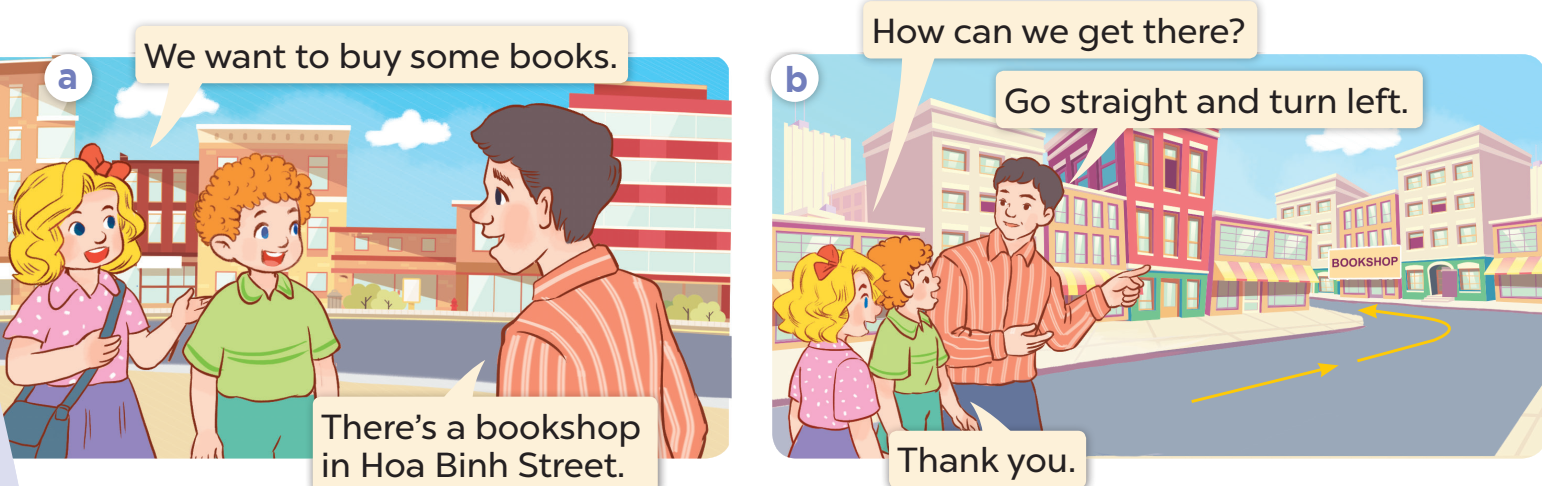 a
We want to buy some books.
There’s a bookshop
in Hoa Binh Street.
b
How can we get there?
Go straight and turn left.
BOOKSHOP
Thank you.